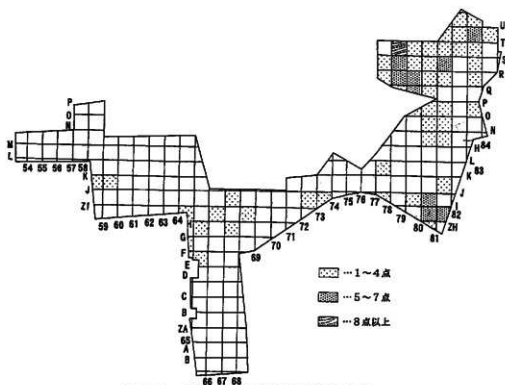 U
T
S
R
Q
P
O
N
84
H
L
83
K
J
I
82
ZH
P
O
N
M
L
54 55 56 57 58
K
J
ZI
59 60 61 62 63 64
H
G
F
E
D
C
B
ZA
65
A
B
66 67 68
69 70 71 72 73 74 75 76 77 78 79 80 81
…1～4点
…5～7点
…8点以上